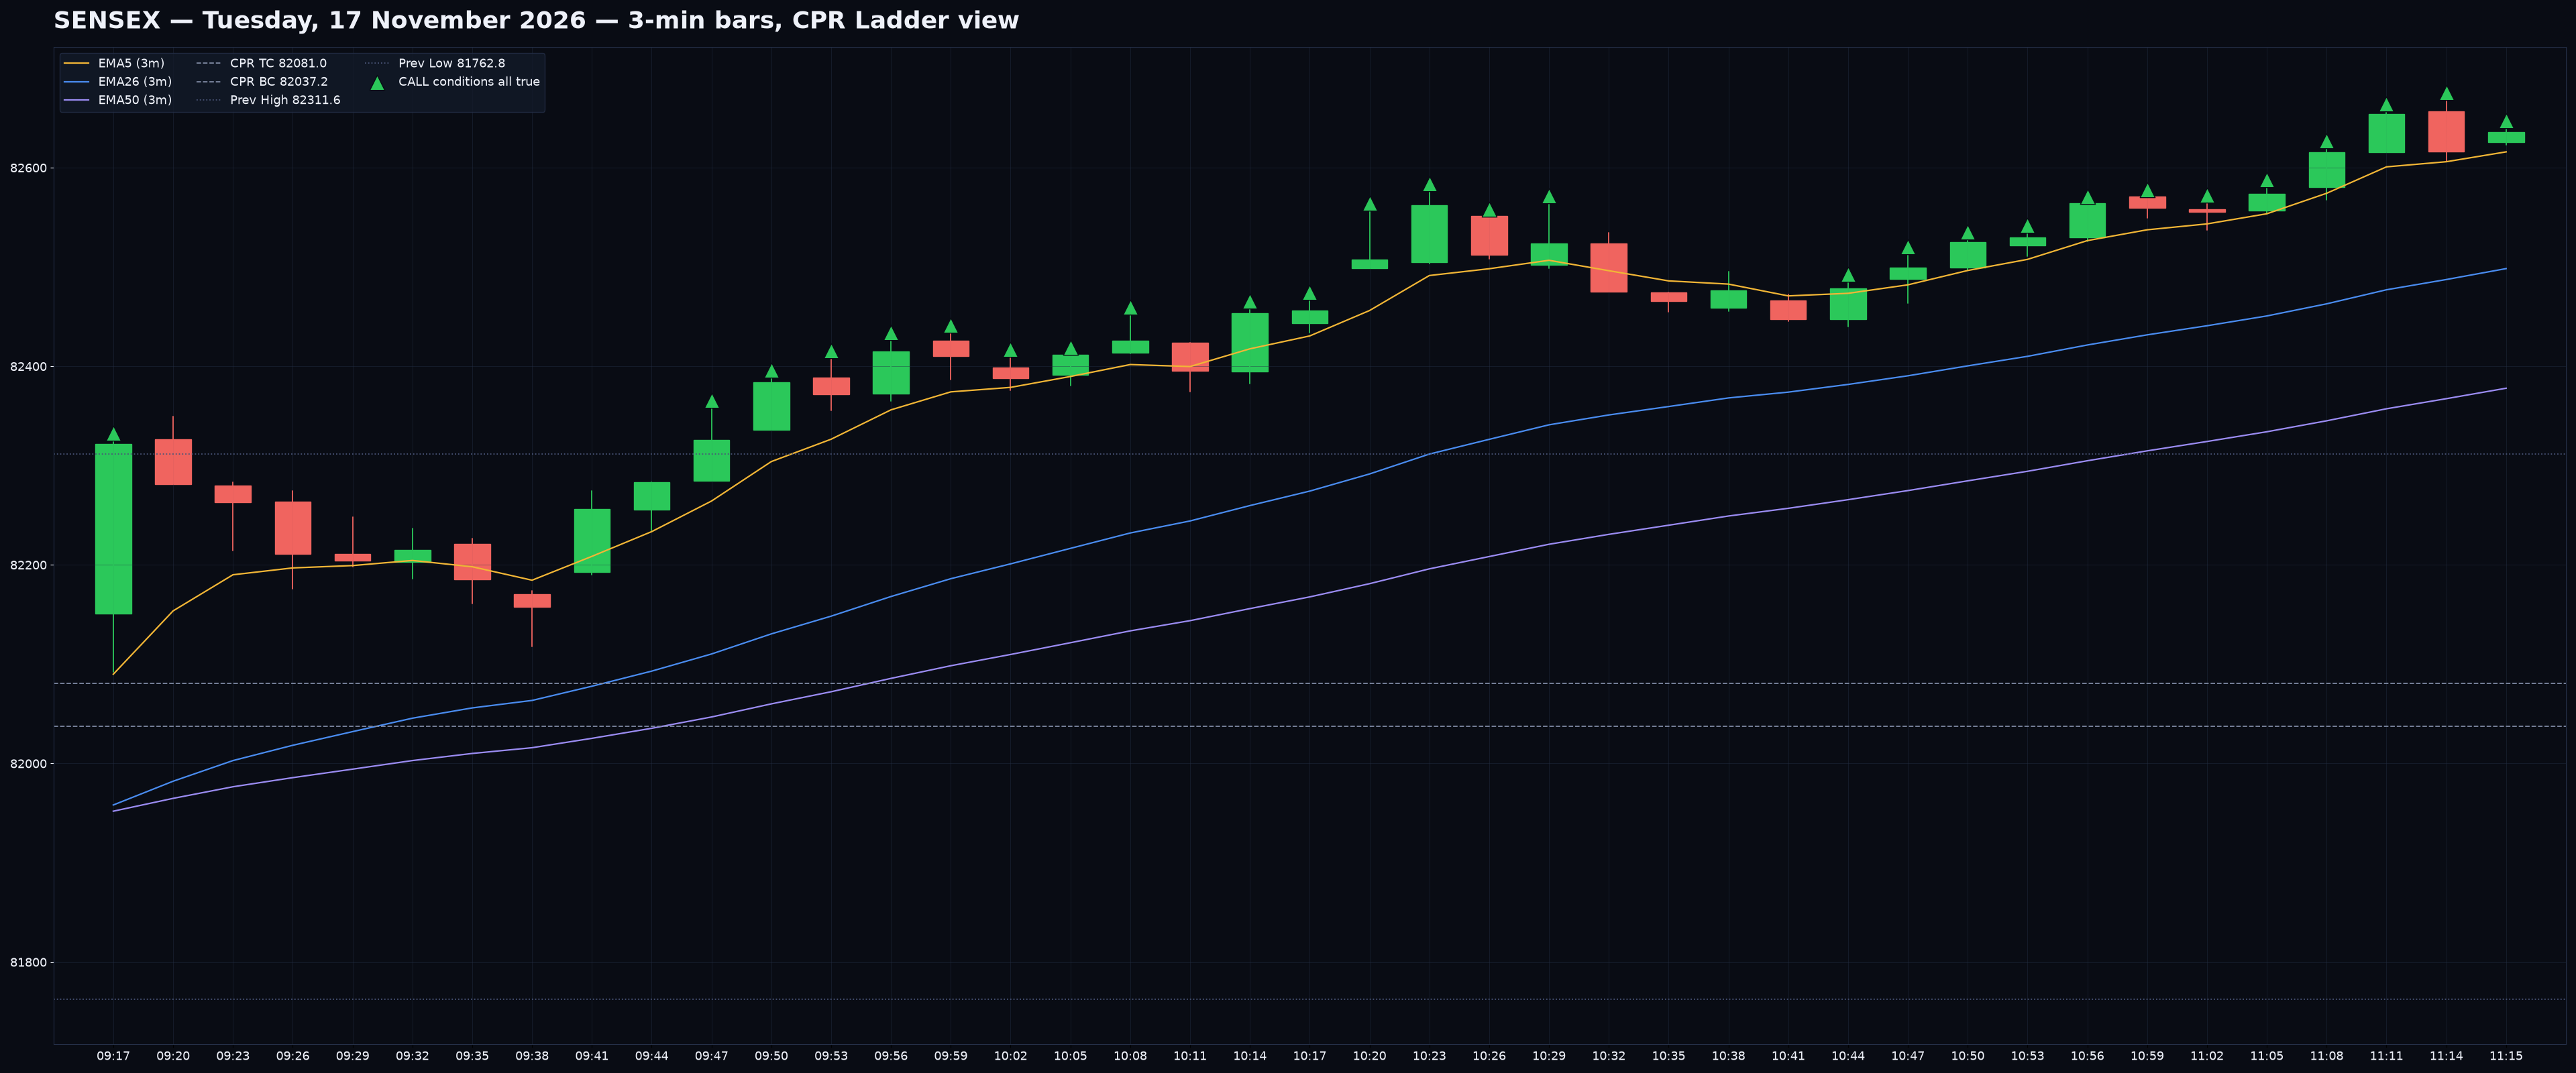 SENSEX — Tuesday, 17 November 2026 — 3-min bars, CPR Ladder view
EMA5 (3m)
EMA26 (3m)
EMA50 (3m)
CPR TC 82081.0
CPR BC 82037.2
Prev High 82311.6
Prev Low 81762.8
CALL conditions all true
82600
82400
82200
82000
81800
09:17 09:20 09:23 09:26 09:29 09:32 09:35 09:38 09:41 09:44 09:47 09:50 09:53 09:56 09:59 10:02 10:05 10:08 10:11 10:14 10:17 10:20 10:23 10:26 10:29 10:32 10:35 10:38 10:41 10:44 10:47 10:50 10:53 10:56 10:59 11:02 11:05 11:08 11:11 11:14 11:15